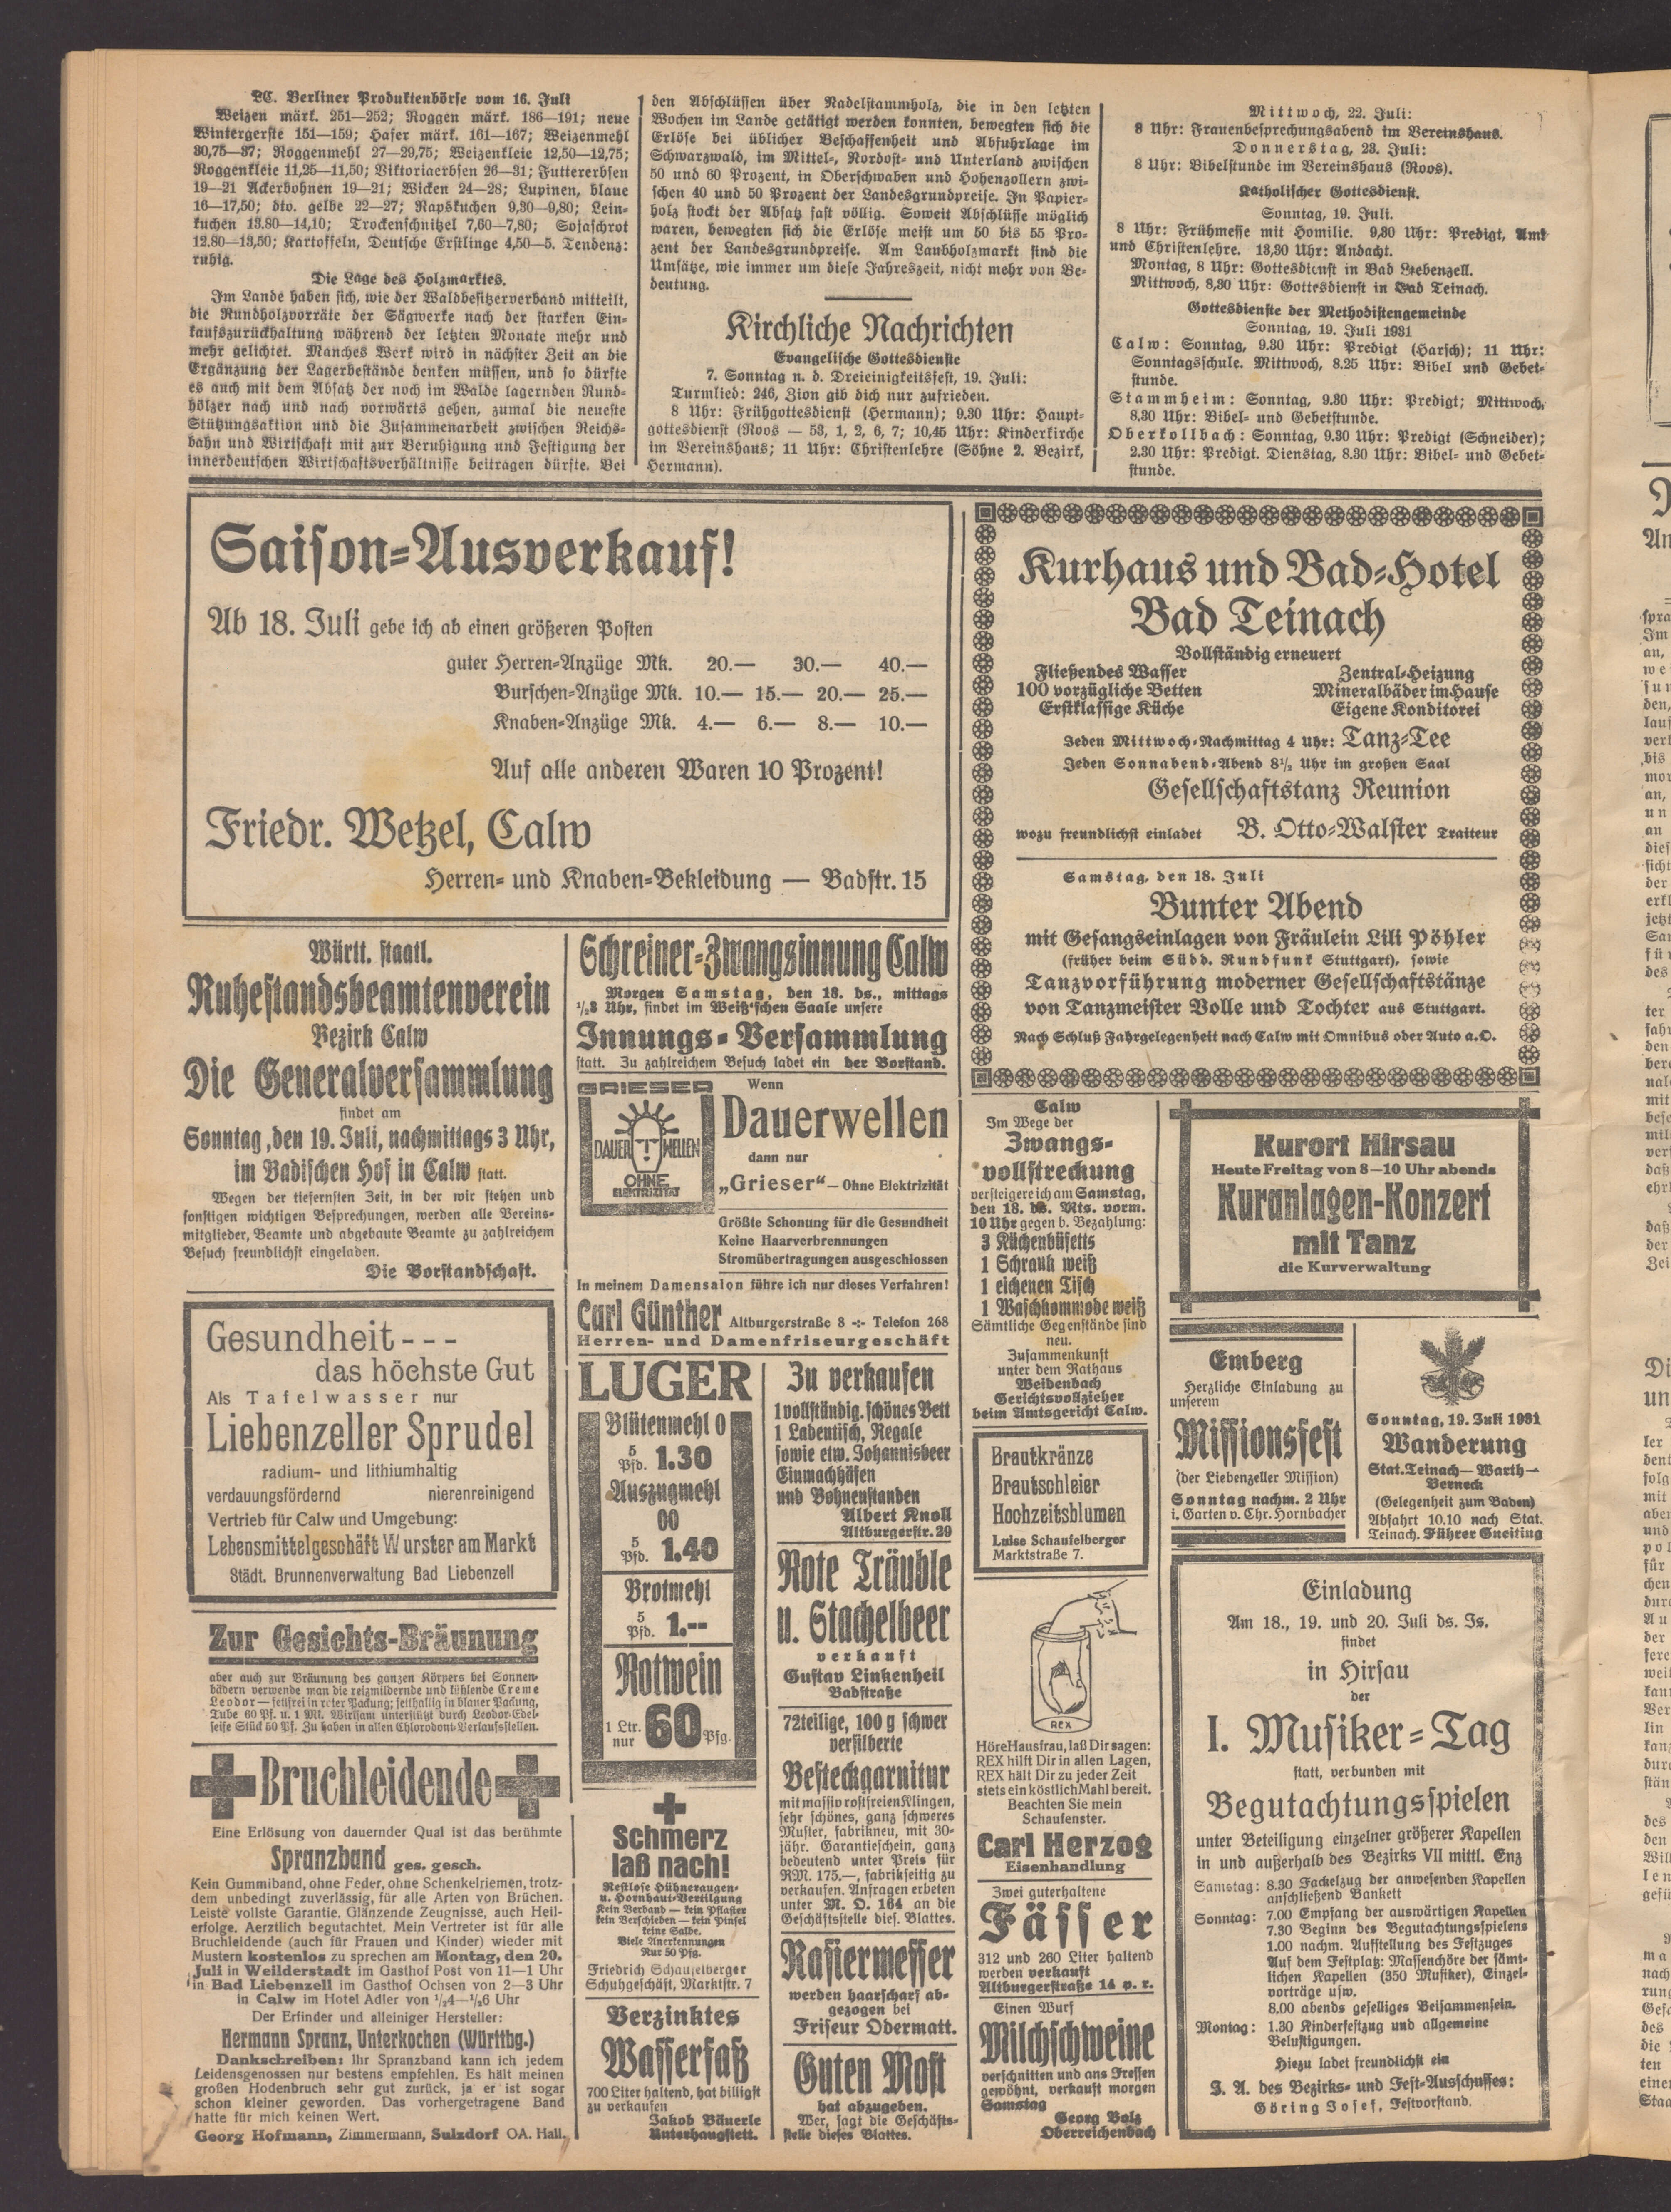 LC. Berliner Produktenbörse vom 16. Juli
Weizen märk. 251—252; Roggen märk. 186—191; neue
Wintergerste 151—159; Hafer märk. 161—167; Weizenmehl
30,75—37; Roggenmehl 27—29,75; Weizenkleie 12,50—12,75;
Roggenkleie 11,25—11,50; Viktoriaerbsen 26—31; Futtererbsen
19—21 Ackerbohnen 19—21; Wicken 24—28; Lupinen, blaue
16—17,50; dto. gelbe 22—27; Rapskuchen 9,30—9,80; Lein-
kuchen 13.80—14,10; Trockenschnitzel 7,60—7,80; Sojaschrot
12.80—13,50; Kartoffeln, Deutsche Erstlinge 4,50—5. Tendenz:
ruhig.
Die Lage des Holzmarktes.
Im Lande haben sich, wie der Waldbesitzerverband mitteilt,
die Rundholzvorräte der Sägwerke nach der starken Ein-
kaufszurückhaltung während der letzten Monate mehr und
mehr gelichtet. Manches Werk wird in nächster Zeit an die
Ergänzung der Lagerbestände denken müssen, und so dürfte
es auch mit dem Absatz der noch im Walde lagernden Rund-
hölzer nach und nach vorwärts gehen, zumal die neueste
Stützungsaktion und die Zusammenarbeit zwischen Reichs-
bahn und Wirtschaft mit zur Beruhigung und Festigung der
innerdeutschen Wirtschaftsverhältnisse beitragen dürfte. Bei
den Abschlüssen über Nadelstammholz, die in den letzten
Wochen im Lande getätigt werden konnten, bewegten sich die
Erlöse bei üblicher Beschaffenheit und Abfuhrlage im
Schwarzwald, im Mittel-, Nordost- und Unterland zwischen
50 und 60 Prozent, in Oberschwaben und Hohenzollern zwi-
schen 40 und 50 Prozent der Landesgrundpreise. In Papier-
holz stockt der Absatz fast völlig. Soweit Abschlüsse möglich
waren, bewegten sich die Erlöse meist um 50 bis 55 Pro-
zent der Landesgrundpreise. Am Laubholzmarkt sind die
Umsätze, wie immer um diese Jahreszeit, nicht mehr von Be-
deutung.
Kirchliche Nachrichten
Evangelische Gottesdienste
7. Sonntag n. d. Dreieinigkeitsfest, 19. Juli:
Turmlied: 246, Zion gib dich nur zufrieden.
8 Uhr: Frühgottesdienst (Hermann); 9.30 Uhr: Haupt-
gottesdienst (Roos — 53, 1, 2, 6, 7; 10,45 Uhr: Kinderkirche
im Vereinshaus; 11 Uhr: Christenlehre (Söhne 2. Bezirk,
Hermann).
Mittwoch, 22. Juli:
8 Uhr: Frauenbesprechungsabend im Vereinshaus.
Donnerstag, 23. Juli:
8 Uhr: Bibelstunde im Vereinshaus (Roos).
Katholischer Gottesdienst.
Sonntag, 19. Juli.
8 Uhr: Frühmesse mit Homilie. 9,30 Uhr: Predigt, Amt
und Christenlehre. 13,30 Uhr: Andacht.
Montag, 8 Uhr: Gottesdienst in Bad Liebenzell.
Mittwoch, 8,30 Uhr: Gottesdienst in Bad Teinach.
Gottesdienste der Methodistengemeinde
Sonntag, 19. Juli 1931
Calw: Sonntag, 9.30 Uhr: Predigt (Harsch); 11 Uhr:
Sonntagsschule. Mittwoch, 8.25 Uhr: Bibel und Gebet-
stunde.
Stammheim: Sonntag, 9.30 Uhr: Predigt; Mittwoch,
8.30 Uhr: Bibel- und Gebetstunde.
Oberkollbach: Sonntag, 9.30 Uhr: Predigt (Schneider);
2.30 Uhr: Predigt. Dienstag, 8.30 Uhr: Bibel- und Gebet-
stunde.
Saison-Ausverkauf!
Ab 18. Juli gebe ich ab einen größeren Posten
guter Herren-Anzüge Mk. 20.— 30.— 40.—
Burschen-Anzüge Mk. 10.— 15.— 20.— 25.—
Knaben-Anzüge Mk. 4.— 6.— 8.— 10.—
Auf alle anderen Waren 10 Prozent!
Friedr. Wetzel, Calw
Herren- und Knaben-Bekleidung — Badstr. 15
Kurhaus und Bad-Hotel
Bad Teinach
Vollständig erneuert
Fließendes Wasser Zentral-Heizung
100 vorzügliche Betten Mineralbäder im Hause
Erstklassige Küche Eigene Konditorei
Jeden Mittwoch-Nachmittag 4 Uhr: Tanz-Tee
Jeden Sonnabend-Abend 8½ Uhr im großen Saal
Gesellschaftstanz Reunion
wozu freundlichst einladet B. Otto-Walster Traiteur
Samstag, den 18. Juli
Bunter Abend
mit Gesangseinlagen von Fräulein Lili Pöhler
(früher beim Südd. Rundfunk Stuttgart), sowie
Tanzvorführung moderner Gesellschaftstänze
von Tanzmeister Volle und Tochter aus Stuttgart.
Nach Schluß Fahrgelegenheit nach Calw mit Omnibus oder Auto a.O.
Württ. staatl.
Ruhestandsbeamtenverein
Bezirk Calw
Die Generalversammlung
findet am
Sonntag, den 19. Juli, nachmittags 3 Uhr,
im Badischen Hof in Calw statt.
Wegen der tiefernsten Zeit, in der wir stehen und
sonstigen wichtigen Besprechungen, werden alle Vereins-
mitglieder, Beamte und abgebaute Beamte zu zahlreichem
Besuch freundlichst eingeladen.
Die Vorstandschaft.
Gesundheit - - -
das höchste Gut
Als Tafelwasser nur
Liebenzeller Sprudel
radium- und lithiumhaltig
verdauungsfördernd nierenreinigend
Vertrieb für Calw und Umgebung:
Lebensmittelgeschäft Wurster am Markt
Städt. Brunnenverwaltung Bad Liebenzell
Zur Gesichts-Bräunung
aber auch zur Bräunung des ganzen Körpers bei Sonnen-
bädern verwende man die reizmildernde und kühlende Creme
Leodor — fettfrei in roter Packung; fetthaltig in blauer Packung,
Tube 60 Pf. u. 1 Mk. Wirksam unterstützt durch Leodor-Edel-
seife Stück 50 Pf. Zu haben in allen Chlorodont-Verkaufsstellen.
Bruchleidende
Eine Erlösung von dauernder Qual ist das berühmte
Spranzband ges. gesch.
Kein Gummiband, ohne Feder, ohne Schenkelriemen, trotz-
dem unbedingt zuverlässig, für alle Arten von Brüchen.
Leiste vollste Garantie. Glänzende Zeugnisse, auch Heil-
erfolge. Aerztlich begutachtet. Mein Vertreter ist für alle
Bruchleidende (auch für Frauen und Kinder) wieder mit
Mustern kostenlos zu sprechen am Montag, den 20.
Juli in Weilderstadt im Gasthof Post von 11—1 Uhr
in Bad Liebenzell im Gasthof Ochsen von 2—3 Uhr
in Calw im Hotel Adler von ½4—½6 Uhr
Der Erfinder und alleiniger Hersteller:
Hermann Spranz, Unterkochen (Württbg.)
Dankschreiben: Ihr Spranzband kann ich jedem
Leidensgenossen nur bestens empfehlen. Es hält meinen
großen Hodenbruch sehr gut zurück, ja er ist sogar
schon kleiner geworden. Das vorhergetragene Band
hatte für mich keinen Wert.
Georg Hofmann, Zimmermann, Sulzdorf OA. Hall.
Schreiner-Zwangsinnung Calw
Morgen Samstag, den 18. ds., mittags
½3 Uhr, findet im Weiß'schen Saale unsere
Innungs-Versammlung
statt. Zu zahlreichem Besuch ladet ein der Vorstand.
GRIESER
DAUER WELLEN
OHNE
ELEKTRIZITÄT
Wenn
Dauerwellen
dann nur
„Grieser“ — Ohne Elektrizität
Größte Schonung für die Gesundheit
Keine Haarverbrennungen
Stromübertragungen ausgeschlossen
In meinem Damensalon führe ich nur dieses Verfahren!
Carl Günther Altburgerstraße 8 -:- Telefon 268
Herren- und Damenfriseurgeschäft
LUGER
Blütenmehl 0
5 Pfd. 1.30
Auszugmehl
00
5 Pfd. 1.40
Brotmehl
5 Pfd. 1.--
Rotwein
1 Ltr. nur 60 Pfg.
Schmerz
laß nach!
Restlose Hühneraugen-
u. Hornhaut-Vertilgung
Kein Verband — kein Pflaster
kein Verschieben — kein Pinsel
keine Salbe.
Viele Anerkennungen
Nur 50 Pfg.
Friedrich Schaufelberger
Schuhgeschäft, Marktstr. 7
Verzinktes
Wasserfaß
700 Liter haltend, hat billigst
zu verkaufen
Jakob Bäuerle
Unterhaugstett.
Zu verkaufen
1 vollständig. schönes Bett
1 Ladentisch, Regale
sowie etw. Johannisbeer
Einmachhäfen
und Bohnenstanden
Albert Knoll
Altburgerstr. 29
Rote Träuble
u. Stachelbeer
verkauft
Gustav Linkenheil
Badstraße
72teilige, 100 g schwer
versilberte
Besteckgarnitur
mit massiv rostfreien Klingen,
sehr schönes, ganz schweres
Muster, fabrikneu, mit 30-
jähr. Garantieschein, ganz
bedeutend unter Preis für
RM. 175.—, fabrikseitig zu
verkaufen. Anfragen erbeten
unter M. O. 164 an die
Geschäftsstelle dies. Blattes.
Rasiermesser
werden haarscharf ab-
gezogen bei
Friseur Odermatt.
Guten Most
hat abzugeben.
Wer, sagt die Geschäfts-
stelle dieses Blattes.
Calw
Im Wege der
Zwangs-
vollstreckung
versteigere ich am Samstag,
den 18. ds. Mts. vorm.
10 Uhr gegen b. Bezahlung:
3 Küchenbüfetts
1 Schrank weiß
1 eichenen Tisch
1 Waschkommode weiß
Sämtliche Gegenstände sind
neu.
Zusammenkunft
unter dem Rathaus
Weidenbach
Gerichtsvollzieher
beim Amtsgericht Calw.
Brautkränze
Brautschleier
Hochzeitsblumen
Luise Schaufelberger
Marktstraße 7.
REX
Höre Hausfrau, laß Dir sagen:
REX hilft Dir in allen Lagen,
REX hält Dir zu jeder Zeit
stets ein köstlich Mahl bereit.
Beachten Sie mein
Schaufenster.
Carl Herzog
Eisenhandlung
Zwei guterhaltene
Fässer
312 und 260 Liter haltend
werden verkauft
Altburgerstraße 14 p. r.
Einen Wurf
Milchschweine
verschnitten und ans Fressen
gewöhnt, verkauft morgen
Samstag
Georg Bolz
Oberreichenbach
Kurort Hirsau
Heute Freitag von 8—10 Uhr abends
Kuranlagen-Konzert
mit Tanz
die Kurverwaltung
Emberg
Herzliche Einladung zu
unserem
Missionsfest
(der Liebenzeller Mission)
Sonntag nachm. 2 Uhr
i. Garten v. Chr. Hornbacher
Sonntag, 19. Juli 1931
Wanderung
Stat. Teinach—Warth—
Berneck
(Gelegenheit zum Baden)
Abfahrt 10.10 nach Stat.
Teinach. Führer Gneiting
Einladung
Am 18., 19. und 20. Juli ds. Js.
findet
in Hirsau
der
I. Musiker-Tag
statt, verbunden mit
Begutachtungsspielen
unter Beteiligung einzelner größerer Kapellen
in und außerhalb des Bezirks VII mittl. Enz
Samstag: 8.30 Fackelzug der anwesenden Kapellen
anschließend Bankett
Sonntag: 7.00 Empfang der auswärtigen Kapellen
7.30 Beginn des Begutachtungsspielens
1.00 nachm. Aufstellung des Festzuges
Auf dem Festplatz: Massenchöre der sämt-
lichen Kapellen (350 Musiker), Einzel-
vorträge usw.
8.00 abends geselliges Beisammensein.
Montag: 1.30 Kinderfestzug und allgemeine
Belustigungen.
Hiezu ladet freundlichst ein
J. A. des Bezirks- und Fest-Ausschusses:
Göring Josef, Festvorstand.